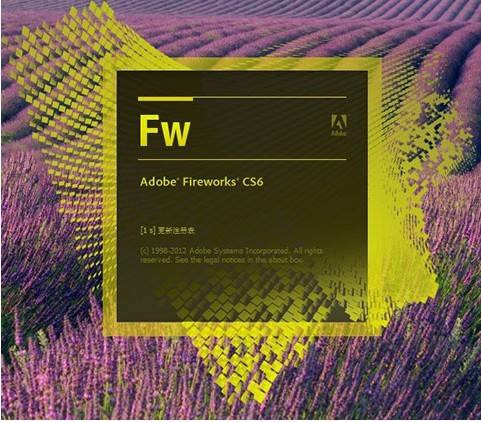 Fw
Adobe
Adobe® Fireworks® CS6
[1 s] 更新注册表
(c) 1998-2012 Adobe Systems Incorporated. All rights
reserved. See the legal notices in the about box.